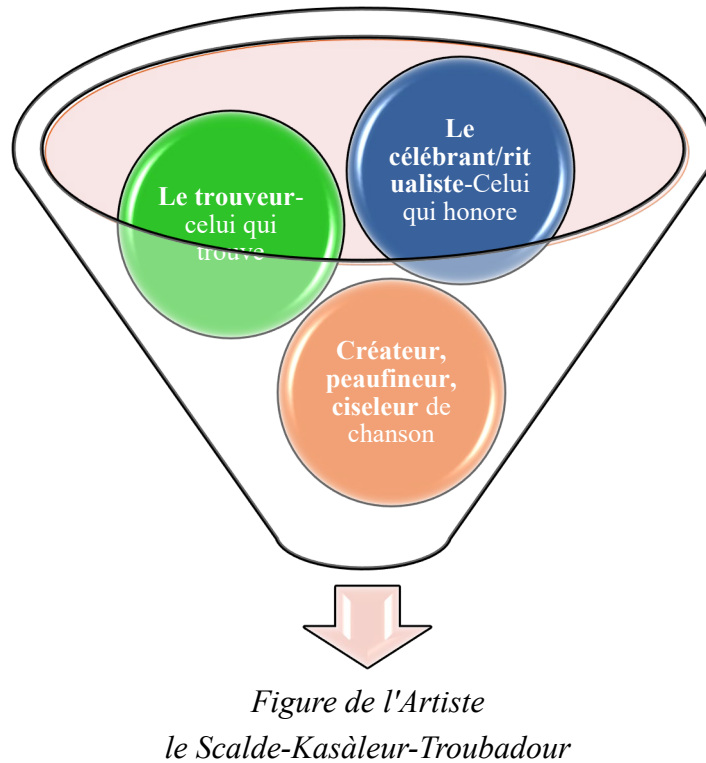 Le trouveur-
celui qui
trouve
Le
célébrant/rit
ualiste-Celui
qui honore
Créateur,
peaufineur,
ciseleur de
chanson
Figure de l'Artiste
le Scalde-Kasàleur-Troubadour